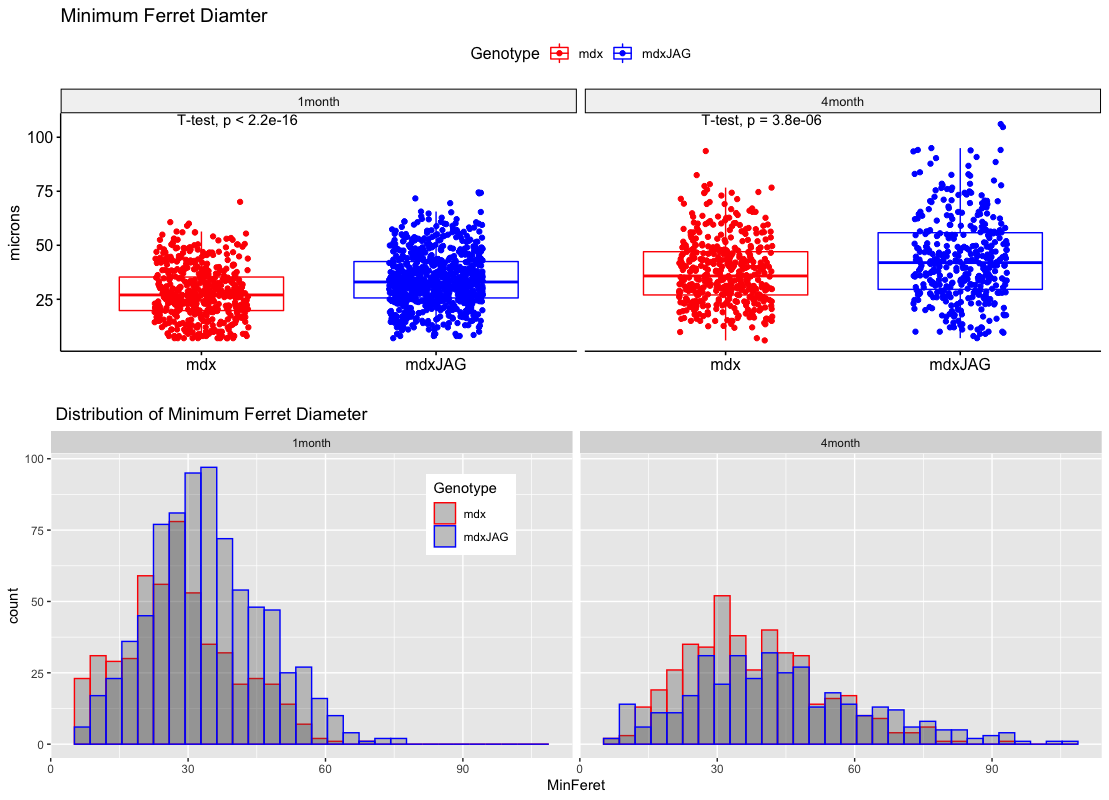 Minimum Ferret Diamter
Genotype mdx mdxJAG
1month 4month
T-test, p < 2.2e-16 T-test, p = 3.8e-06
100
75
50
25
microns
mdx mdxJAG mdx mdxJAG
Distribution of Minimum Ferret Diameter
1month 4month
100
75
50
25
0
count
Genotype
mdx
mdxJAG
0 30 60 90 0 30 60 90
MinFeret